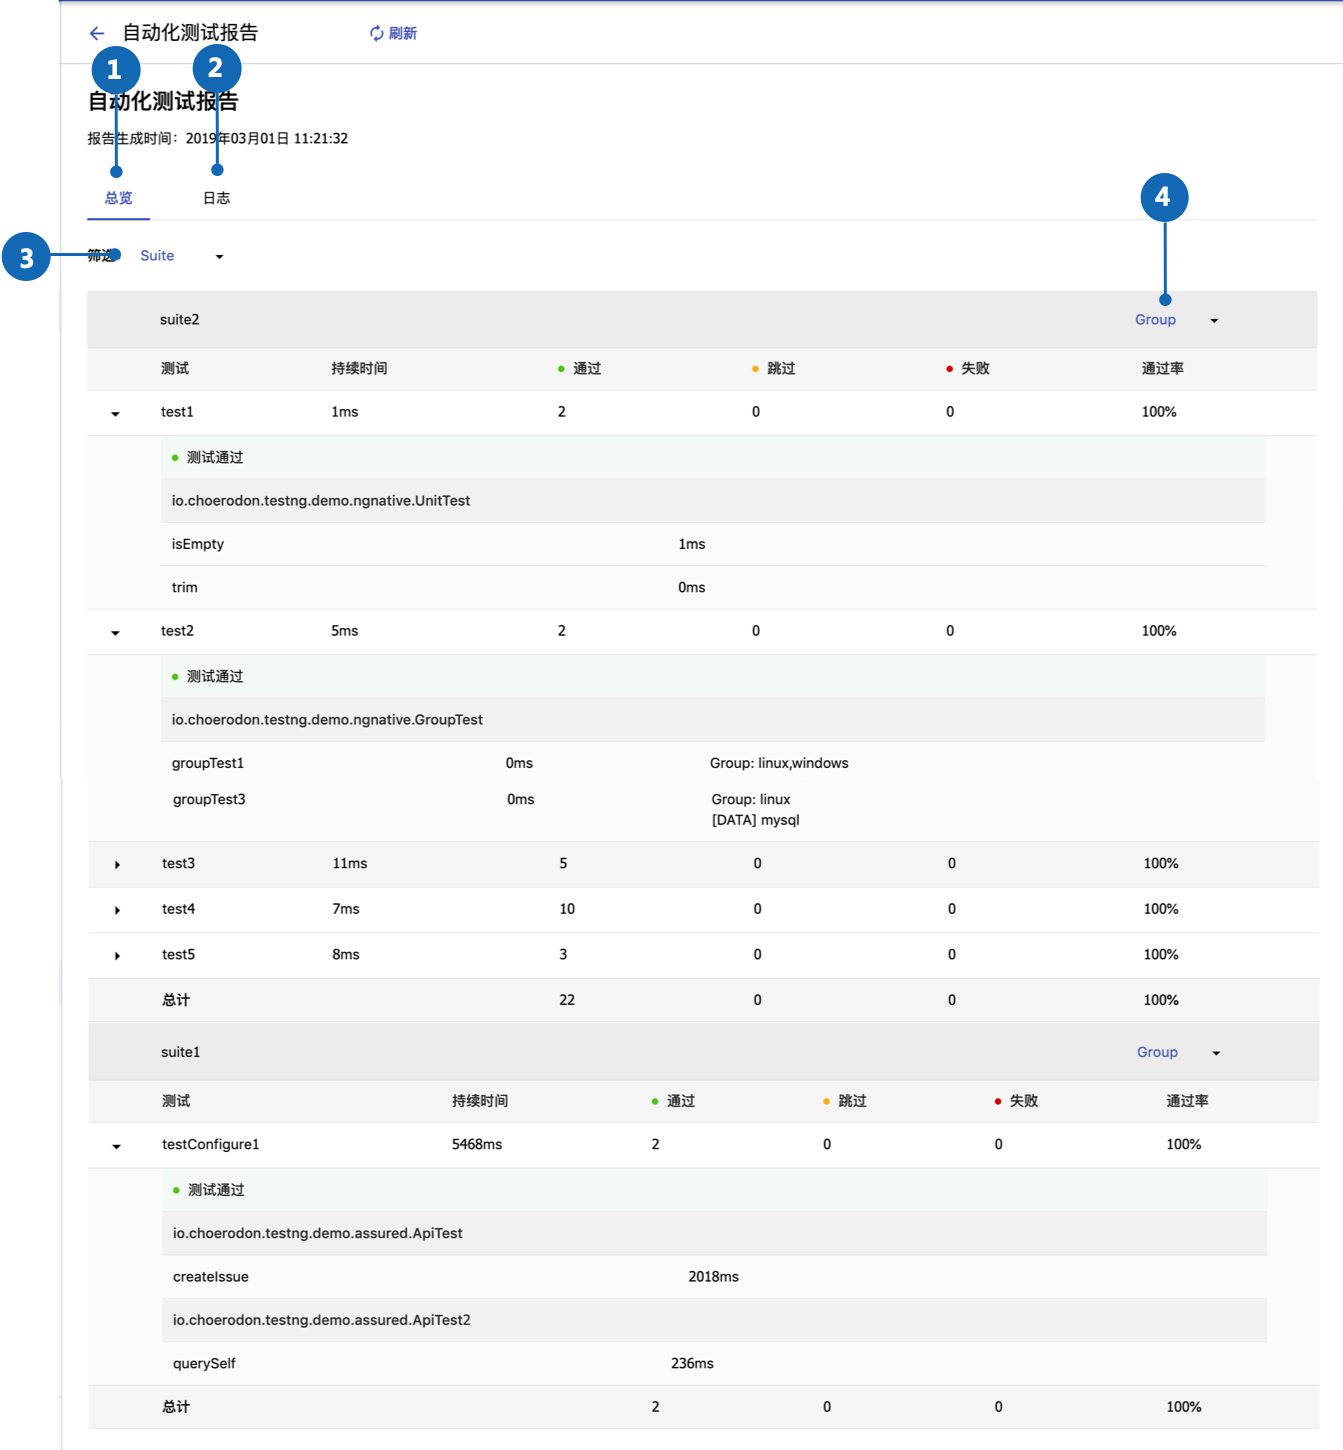 自动化测试报告 刷新
1 2
自动化测试报告
报告生成时间：2019年03月01日 11:21:32
总览 日志
4
3 筛选 Suite
suite2 Group
测试 持续时间 通过 跳过 失败 通过率
test1 1ms 2 0 0 100%
测试通过
io.choerodon.testng.demo.ngnative.UnitTest
isEmpty 1ms
trim 0ms
test2 5ms 2 0 0 100%
测试通过
io.choerodon.testng.demo.ngnative.GroupTest
groupTest1 0ms Group: linux,windows
groupTest3 0ms Group: linux
[DATA] mysql
test3 11ms 5 0 0 100%
test4 7ms 10 0 0 100%
test5 8ms 3 0 0 100%
总计 22 0 0 100%
suite1 Group
测试 持续时间 通过 跳过 失败 通过率
testConfigure1 5468ms 2 0 0 100%
测试通过
io.choerodon.testng.demo.assured.ApiTest
createIssue 2018ms
io.choerodon.testng.demo.assured.ApiTest2
querySelf 236ms
总计 2 0 0 100%